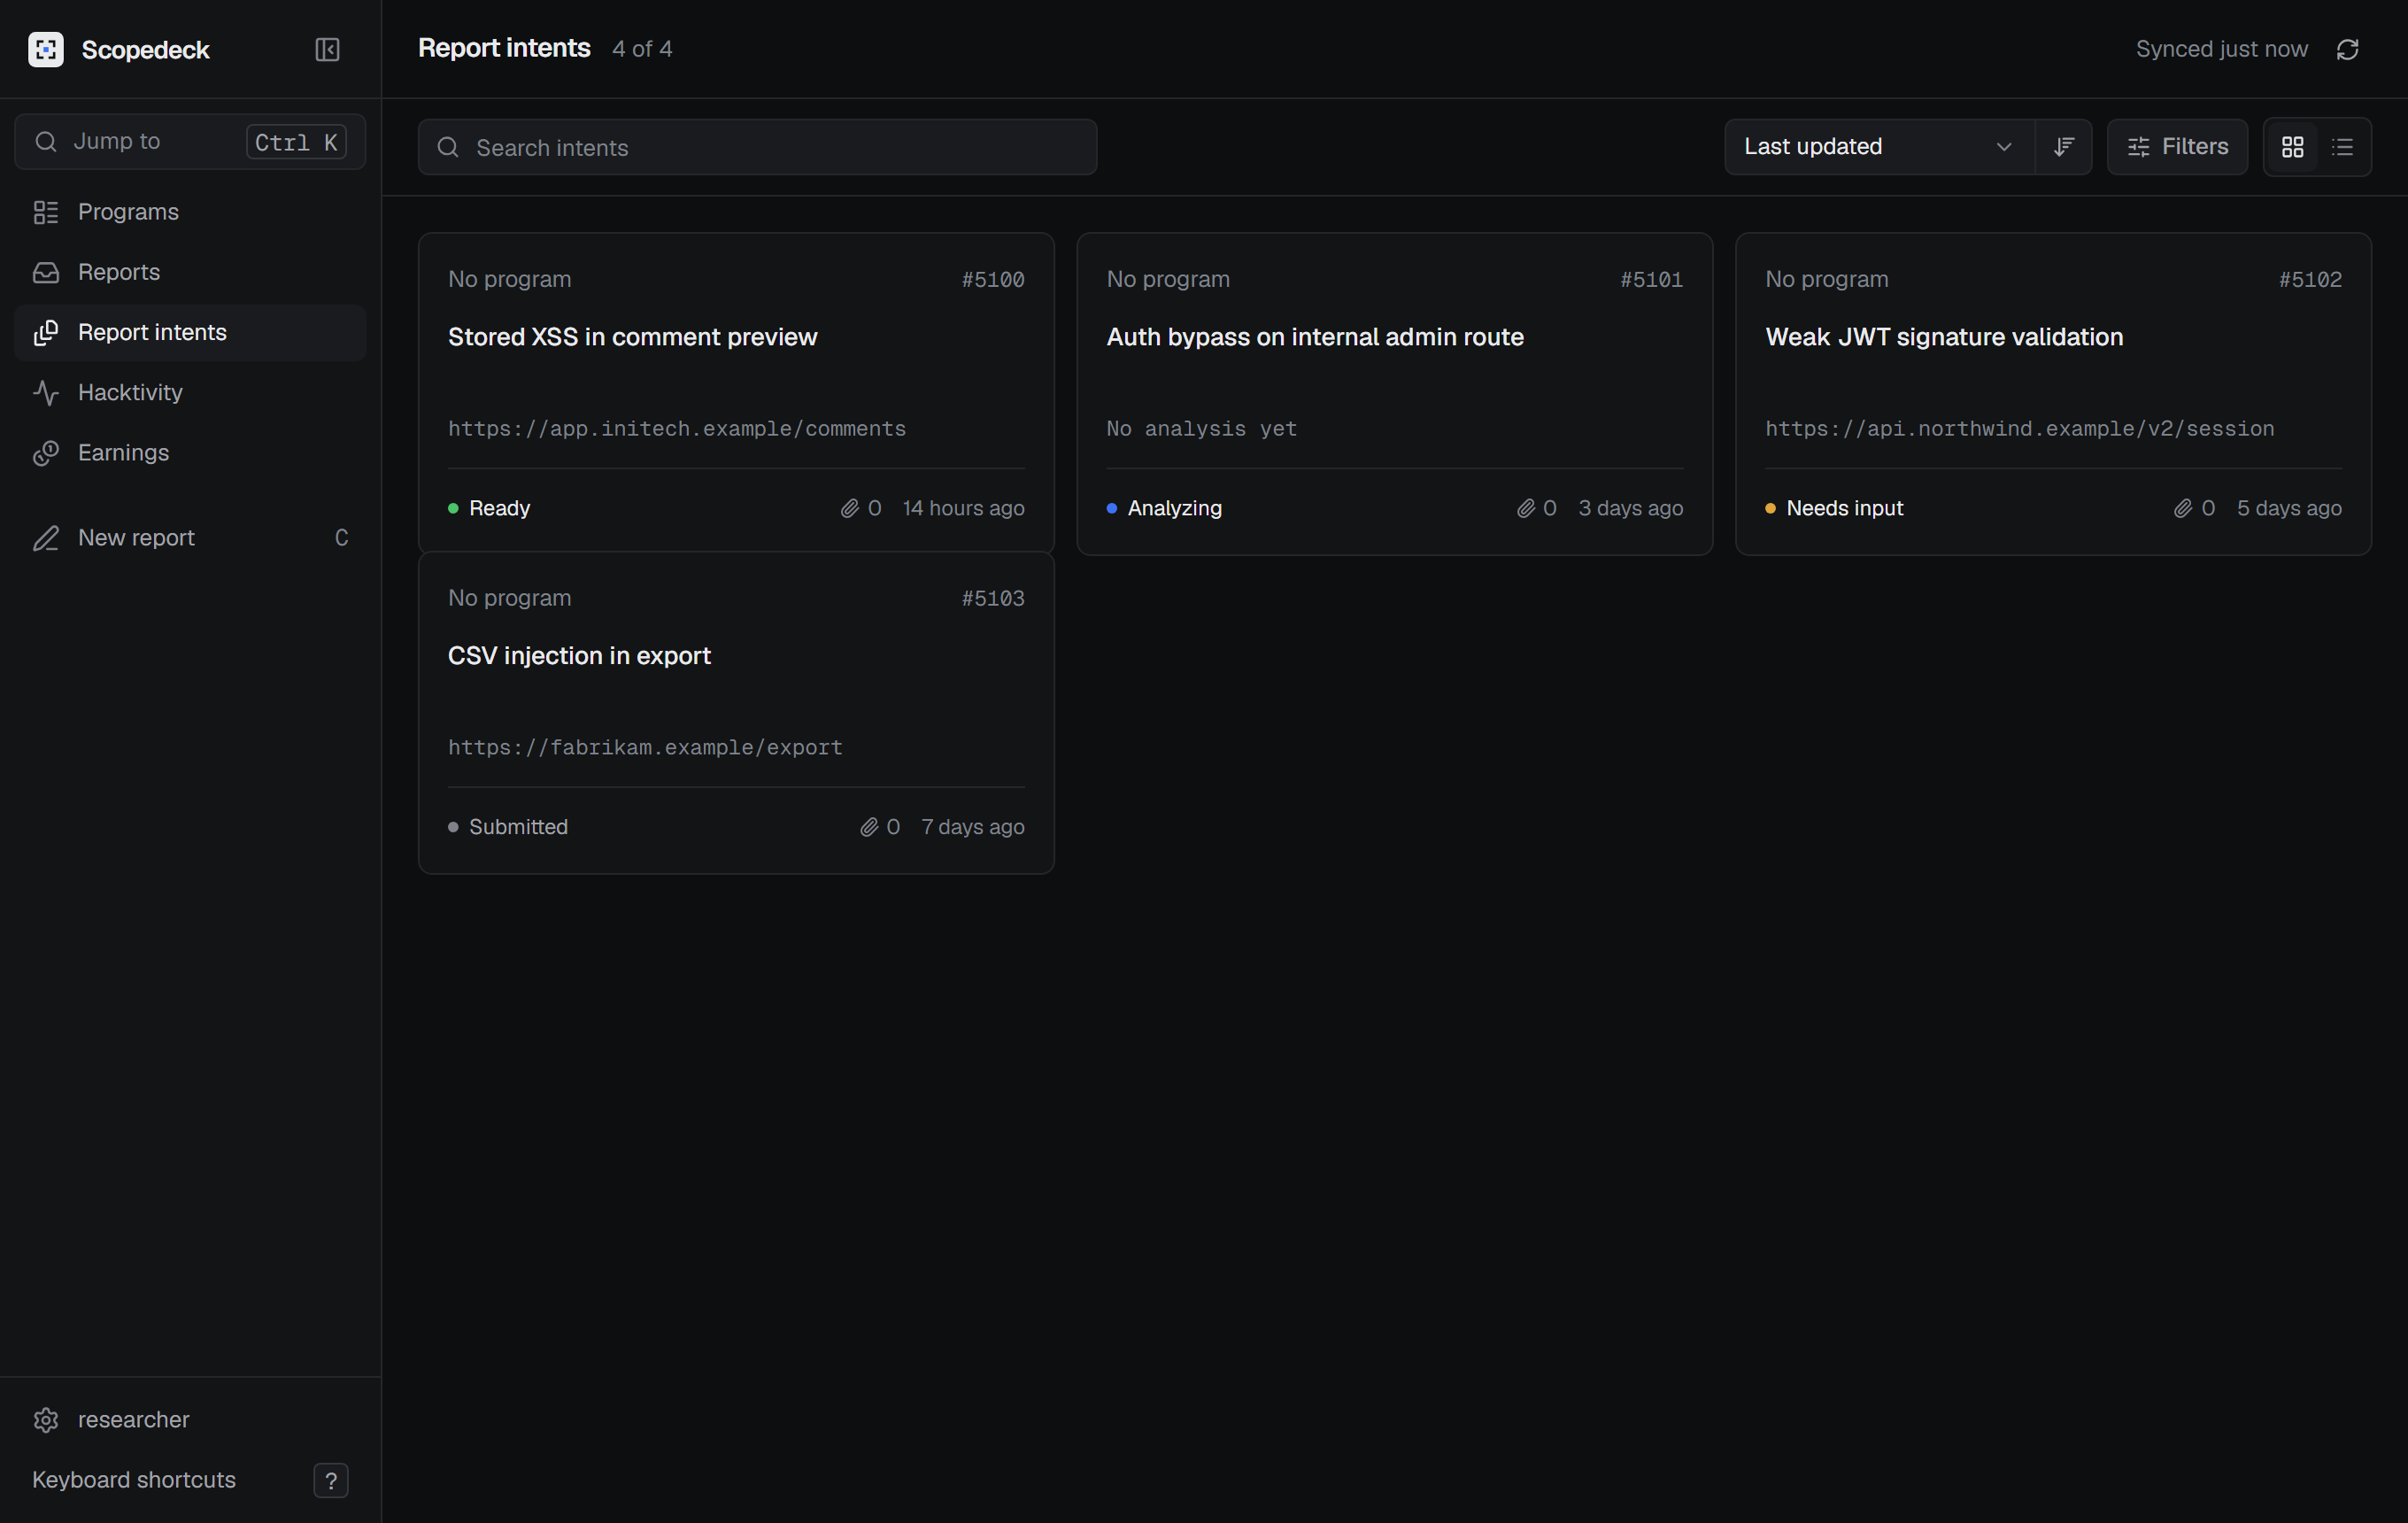 Scopedeck
Jump to Ctrl K
Programs
Reports
Report intents
Hacktivity
Earnings
New report C
researcher
Keyboard shortcuts ?
Report intents 4 of 4
Synced just now
Search intents
Last updated
Filters
No program #5100
Stored XSS in comment preview
https://app.initech.example/comments
Ready 0 14 hours ago
No program #5101
Auth bypass on internal admin route
No analysis yet
Analyzing 0 3 days ago
No program #5102
Weak JWT signature validation
https://api.northwind.example/v2/session
Needs input 0 5 days ago
No program #5103
CSV injection in export
https://fabrikam.example/export
Submitted 0 7 days ago